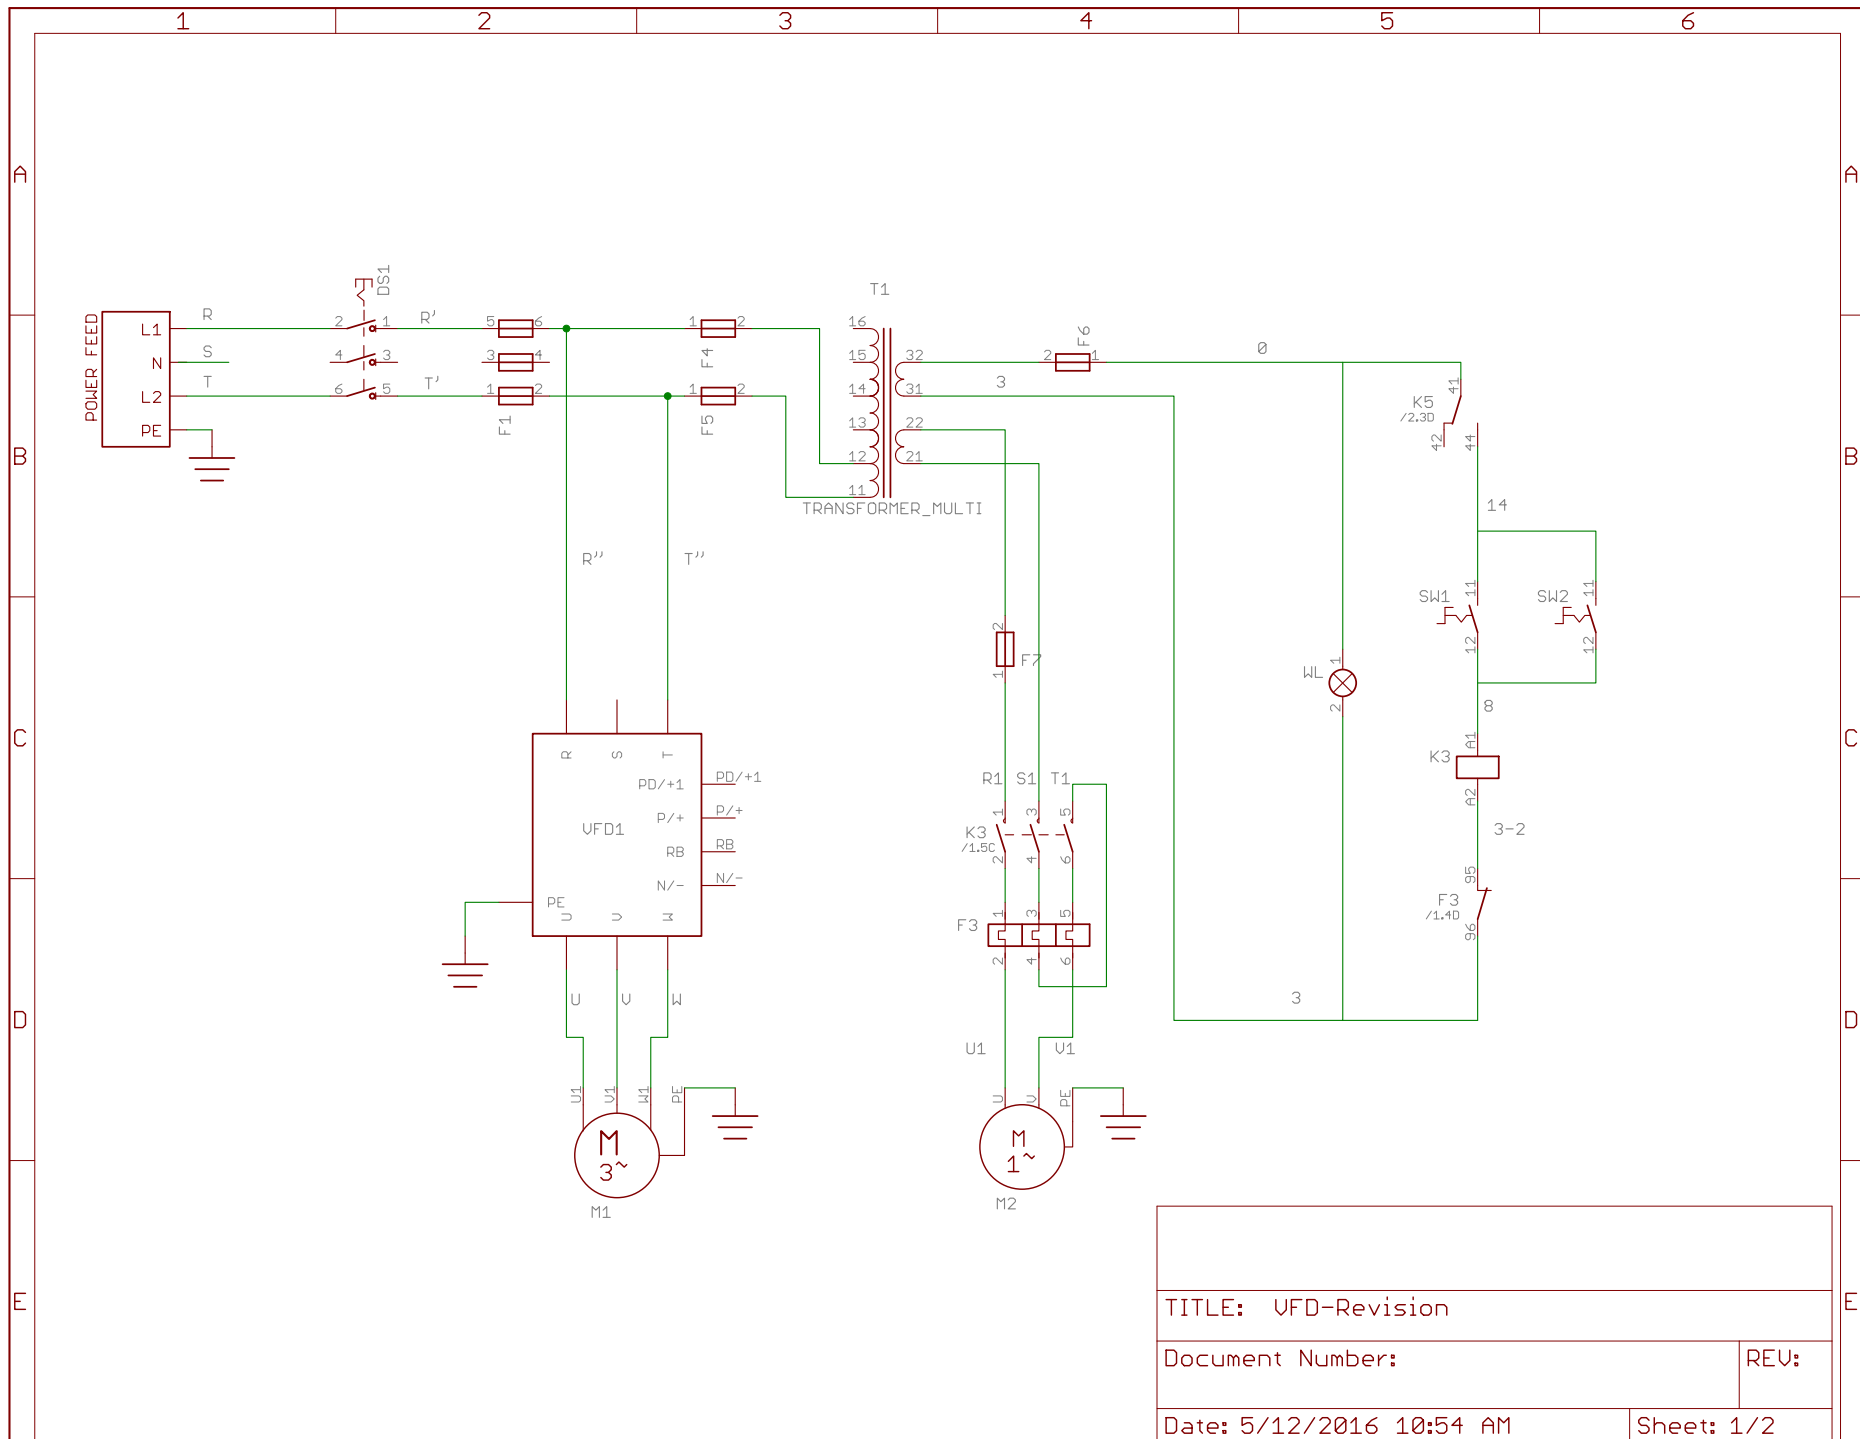 1 2 3 4 5 6
A A
DS1
T1
POWER FEED
L1 R 2 1 R' 5 6 1 2 16
F6
N S 4 3 3 4 F4 15 32 2 1 0
L2 T 6 5 T' 1 2 1 2 14 31 3 41
K5
/2.3D
PE F1 F5 13 22 42 44
B 12 21 B
11
TRANSFORMER_MULTI 14
R'' T''
SW1 11 SW2 11
2
12 12
F7
1
WL 1
2 8
C C
R S T A1
K3
PD/+1 PD/+1 R1 S1 T1
A2
P/+ P/+ 1 3 5
VFD1 K3 3-2
/1.5C
RB RB 2 4 6
N/- N/- 95
PE F3
/1.4D
U V W 1 3 5 96
F3
2 4 6
U V W 3
D D
U1 V1
U1 V1 W1 PE U V PE
M M
3~ 1~
M1 M2
E E
TITLE: VFD-Revision
Document Number: REV:
Date: 5/12/2016 10:54 AM Sheet: 1/2